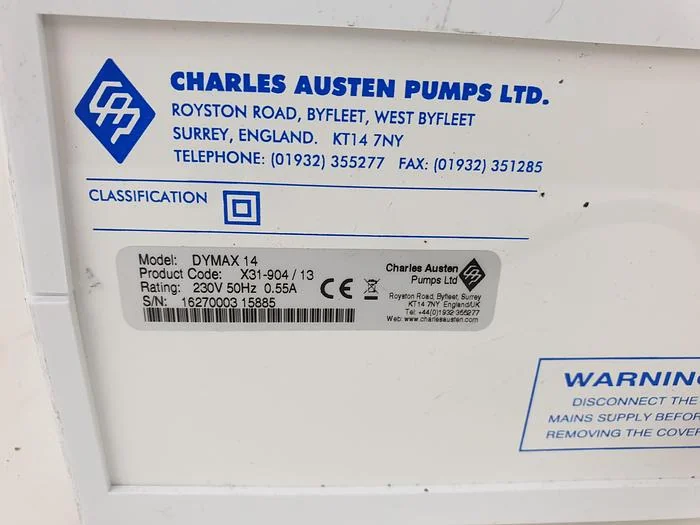 CHARLES AUSTEN PUMPS LTD.
ROYSTON ROAD, BYFLEET, WEST BYFLEET
SURREY, ENGLAND. KT14 7NY
TELEPHONE: (01932) 355277 FAX: (01932) 351285
CLASSIFICATION
Model: DYMAX 14
Product Code: X31-904 / 13
Rating: 230V 50Hz 0.55A
S/N: 16270003 15885
CE
Charles Austen
Pumps Ltd
Royston Road, Byfleet, Surrey
KT14 7NY England/UK
Tel: +44(0)1932 355277
Web: www.charlesausten.com
WARNIN
DISCONNECT THE
MAINS SUPPLY BEFOR
REMOVING THE COVER